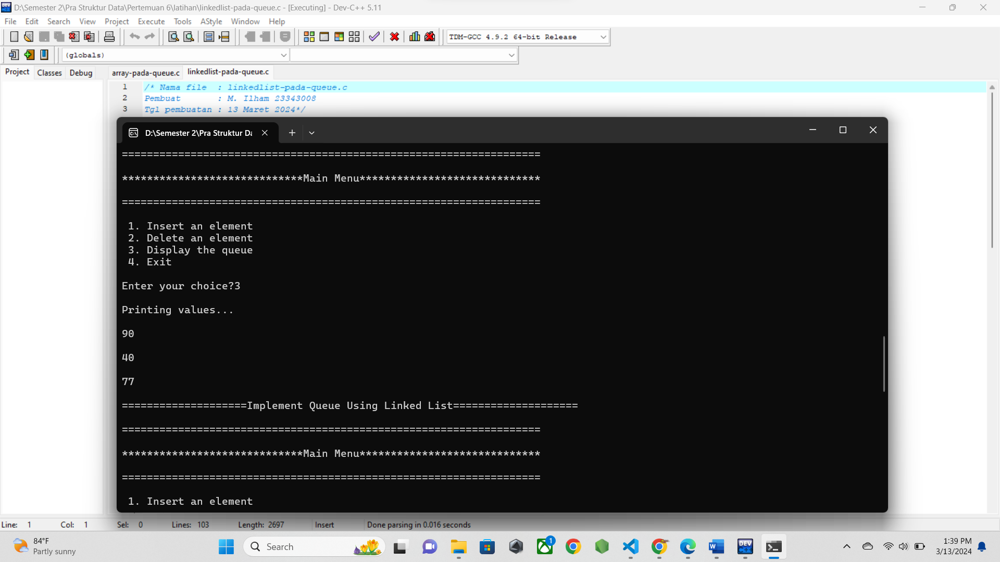 D:\Semester 2\Pra Struktur Data\Pertemuan 6\latihan\linkedlist-pada-queue.c - [Executing] - Dev-C++ 5.11
File Edit Search View Project Execute Tools AStyle Window Help
TDM-GCC 4.9.2 64-bit Release
(globals)
Project Classes Debug array-pada-queue.c linkedlist-pada-queue.c
1 /* Nama file : linkedlist-pada-queue.c
2 Pembuat : M. Ilham 23343008
3 Tgl pembuatan : 13 Maret 2024*/
D:\Semester 2\Pra Struktur Da
===================================================================
*****************************Main Menu*****************************
===================================================================
1. Insert an element
2. Delete an element
3. Display the queue
4. Exit
Enter your choice?3
Printing values...
90
40
77
====================Implement Queue Using Linked List====================
===================================================================
*****************************Main Menu*****************************
===================================================================
1. Insert an element
Line: 1 Col: 1 Sel: 0 Lines: 103 Length: 2697 Insert Done parsing in 0.016 seconds
84°F
Partly sunny
Search
1
DEV
C++
1:39 PM
3/13/2024